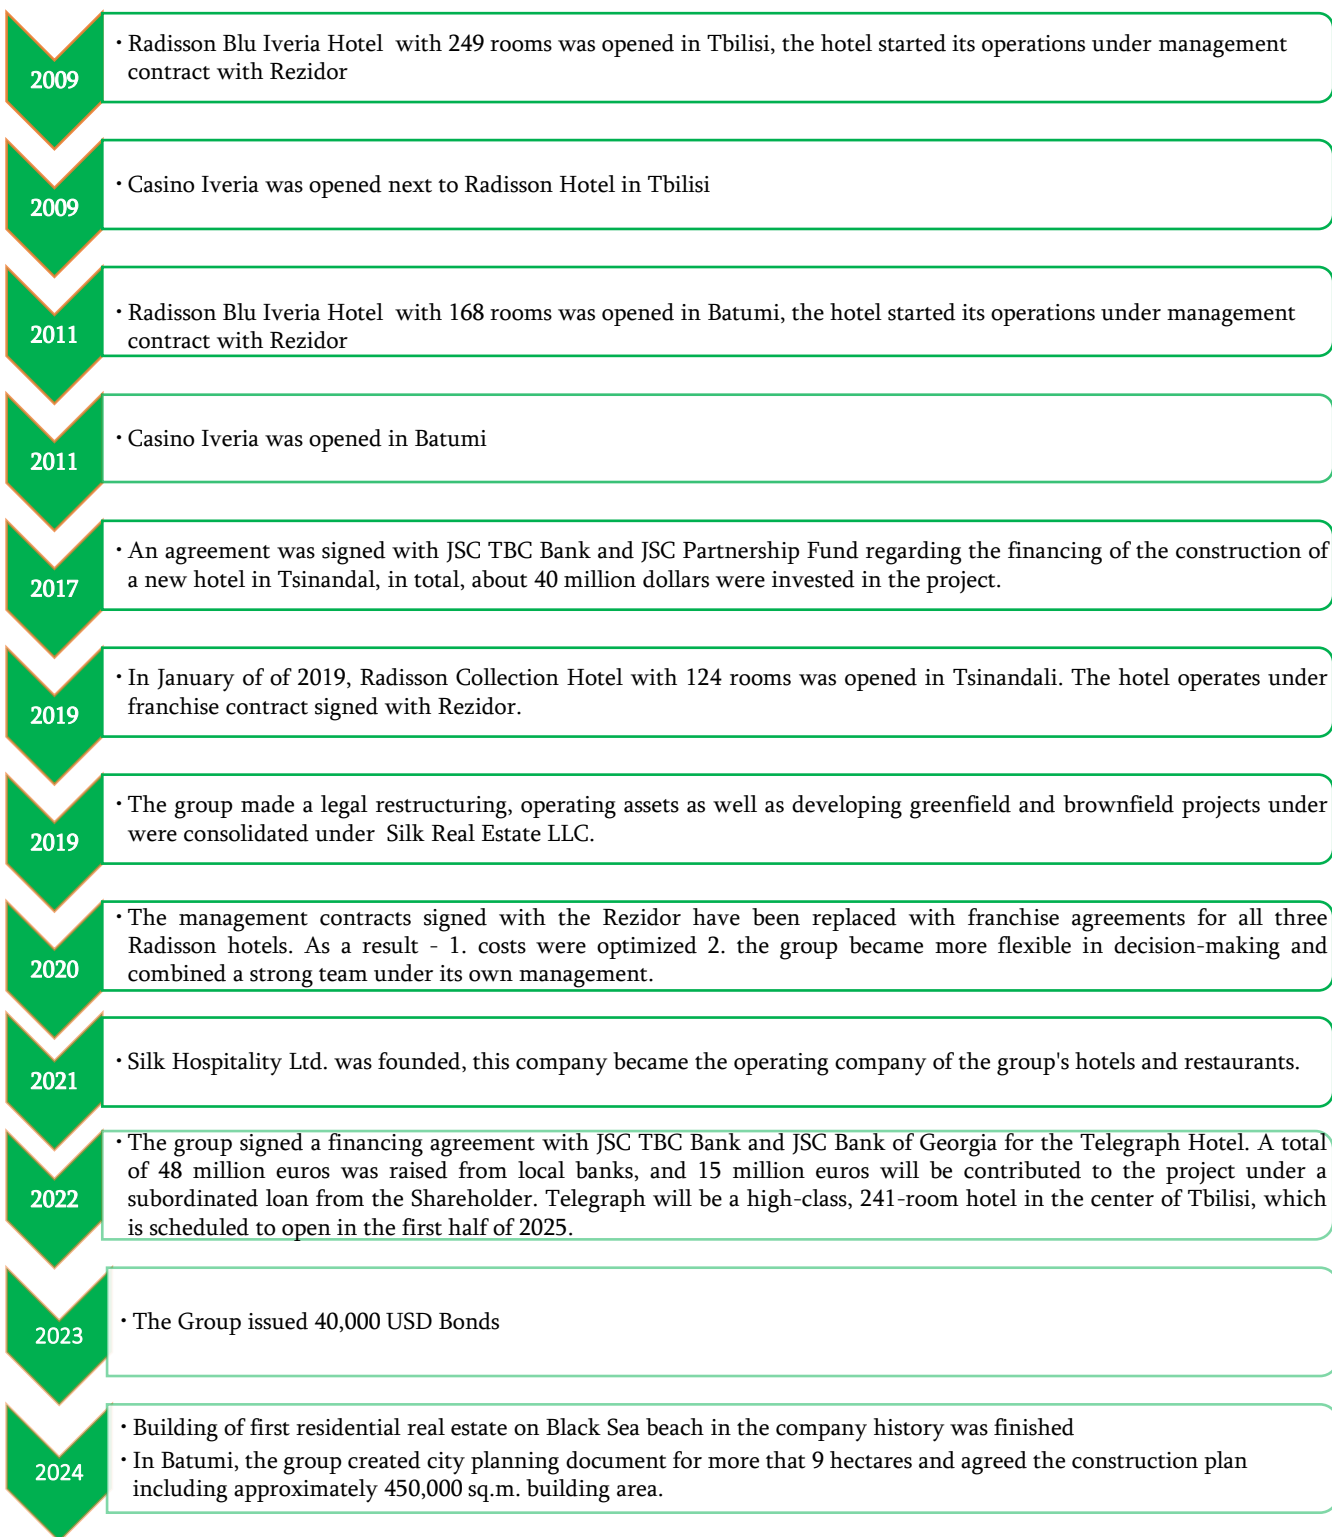 2009
· Radisson Blu Iveria Hotel  with 249 rooms was opened in Tbilisi, the hotel started its operations under management
contract with Rezidor
2009
· Casino Iveria was opened next to Radisson Hotel in Tbilisi
2011
· Radisson Blu Iveria Hotel  with 168 rooms was opened in Batumi, the hotel started its operations under management
contract with Rezidor
2011
· Casino Iveria was opened in Batumi
2017
· An agreement was signed with JSC TBC Bank and JSC Partnership Fund regarding the financing of the construction of
a new hotel in Tsinandal, in total, about 40 million dollars were invested in the project.
2019
· In January of of 2019, Radisson Collection Hotel with 124 rooms was opened in Tsinandali. The hotel operates under
franchise contract signed with Rezidor.
2019
· The group made a legal restructuring, operating assets as well as developing greenfield and brownfield projects under
were consolidated under  Silk Real Estate LLC.
2020
· The management contracts signed with the Rezidor have been replaced with franchise agreements for all three
Radisson hotels. As a result - 1. costs were optimized 2. the group became more flexible in decision-making and
combined a strong team under its own management.
2021
· Silk Hospitality Ltd. was founded, this company became the operating company of the group's hotels and restaurants.
2022
· The group signed a financing agreement with JSC TBC Bank and JSC Bank of Georgia for the Telegraph Hotel. A total
of 48 million euros was raised from local banks, and 15 million euros will be contributed to the project under a
subordinated loan from the Shareholder. Telegraph will be a high-class, 241-room hotel in the center of Tbilisi, which
is scheduled to open in the first half of 2025.
2023
· The Group issued 40,000 USD Bonds
2024
· Building of first residential real estate on Black Sea beach in the company history was finished
· In Batumi, the group created city planning document for more that 9 hectares and agreed the construction plan
including approximately 450,000 sq.m. building area.